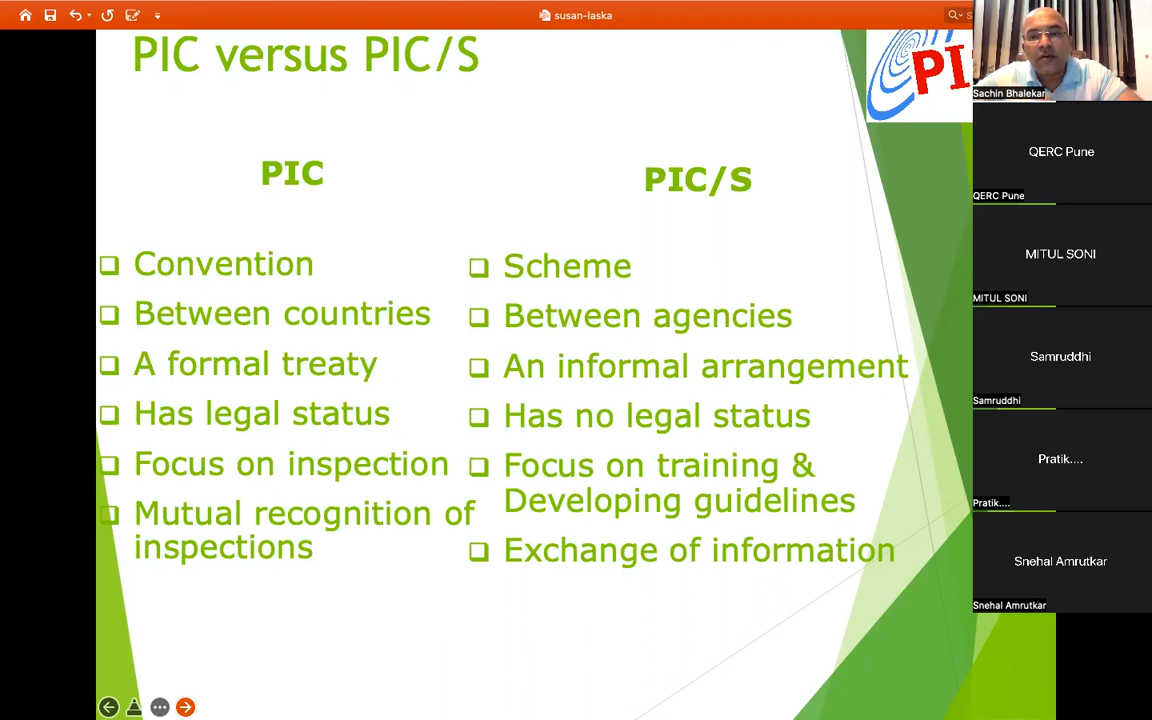 susan-laska
S
PIC versus PIC/S
PI
PIC
PIC/S
Convention
Between countries
A formal treaty
Has legal status
Focus on inspection
Mutual recognition of
inspections
Scheme
Between agencies
An informal arrangement
Has no legal status
Focus on training &
Developing guidelines
Exchange of information
Sachin Bhalekar
QERC Pune
QERC Pune
MITUL SONI
MITUL SONI
Samruddhi
Samruddhi
Pratik....
Pratik....
Snehal Amrutkar
Snehal Amrutkar